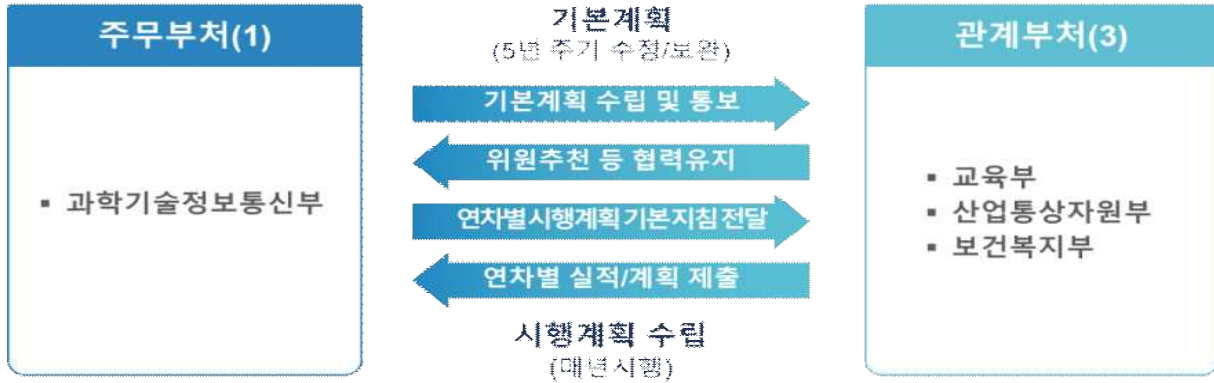 주무부처(1)
▪ 과학기술정보통신부
기본계획
(5년 주기 수정/보완)
기본계획 수립 및 통보
위원추천 등 협력유지
연차별시행계획기본지침전달
연차별 실적/계획 제출
시행계획 수립
(매년시행)
관계부처(3)
▪ 교육부
▪ 산업통상자원부
▪ 보건복지부